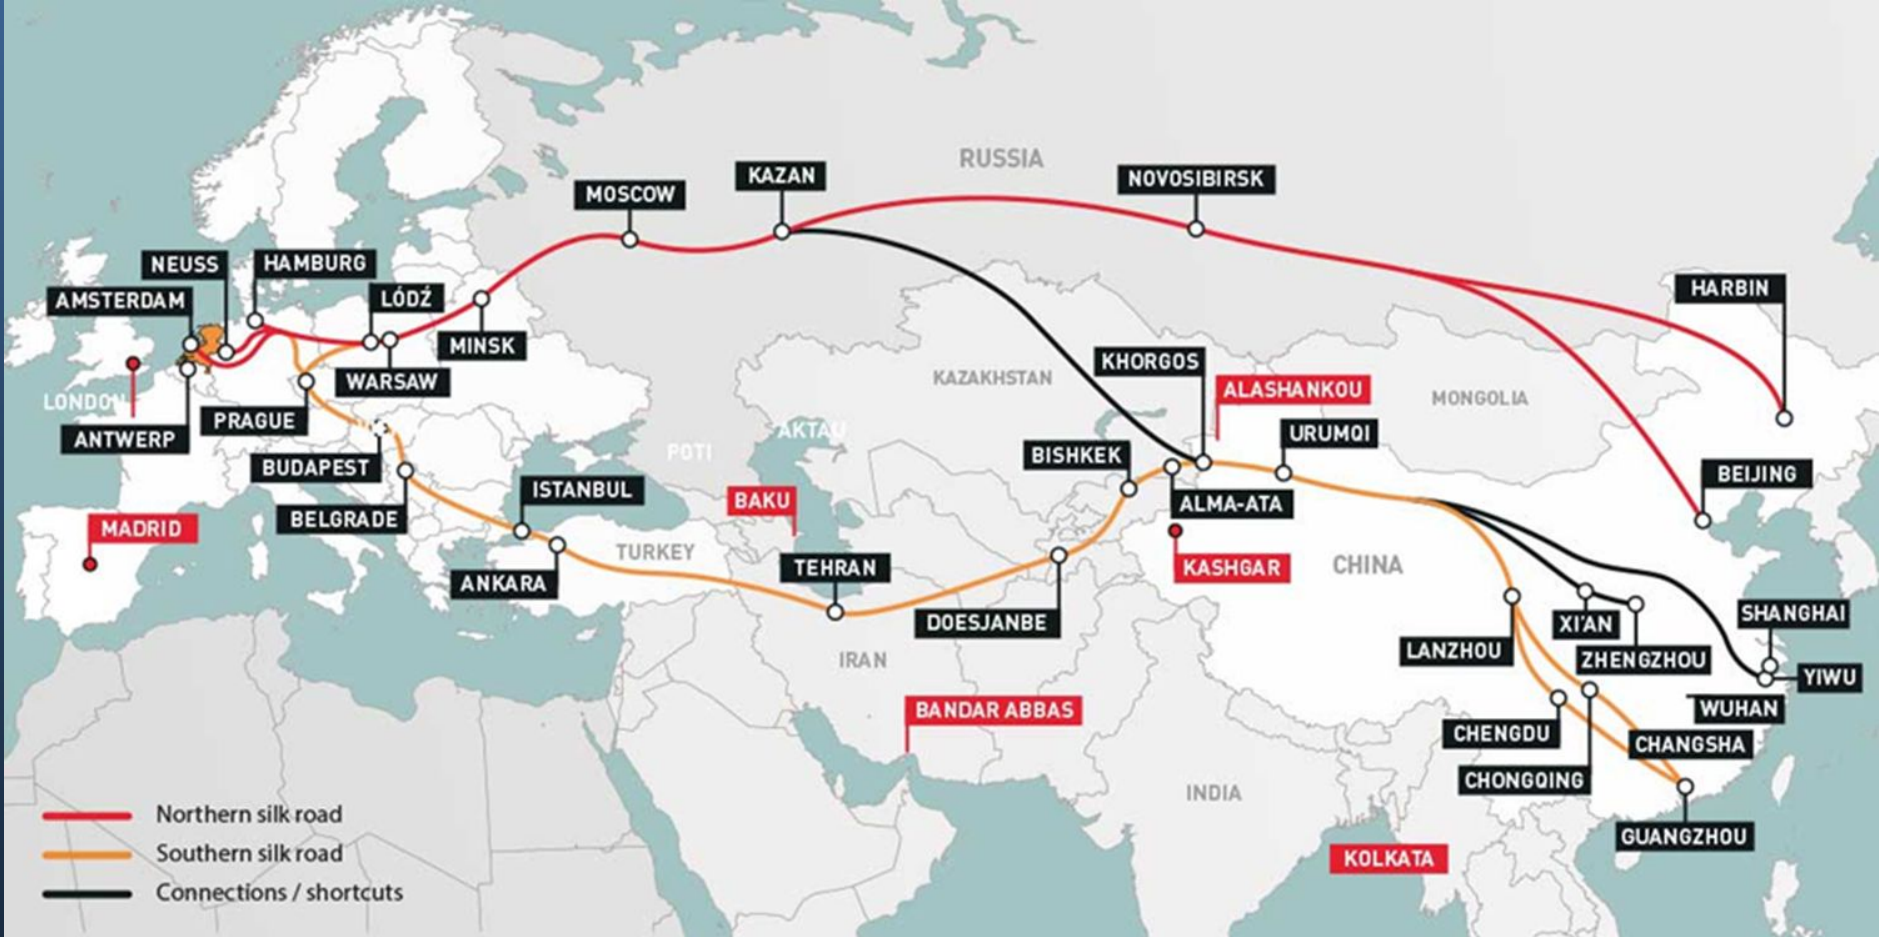 RUSSIA
KAZAN
NOVOSIBIRSK
MOSCOW
NEUSS
HAMBURG
AMSTERDAM
LÓDŹ
HARBIN
MINSK
KHORGOS
WARSAW
KAZAKHSTAN
ALASHANKOU
MONGOLIA
LONDON
PRAGUE
ANTWERP
AKTAU
URUMQI
POTI
BISHKEK
BUDAPEST
BEIJING
ISTANBUL
BAKU
ALMA-ATA
BELGRADE
MADRID
TURKEY
TEHRAN
KASHGAR
CHINA
ANKARA
DOESJANBE
XI'AN
SHANGHAI
LANZHOU
ZHENGZHOU
IRAN
YIWU
BANDAR ABBAS
WUHAN
CHENGDU
CHANGSHA
CHONGQING
INDIA
GUANGZHOU
KOLKATA
Northern silk road
Southern silk road
Connections / shortcuts